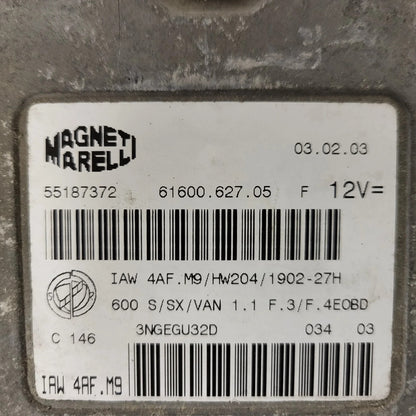 MAGNETI
MARELLI
03.02.03
55187372 61600.627.05 F 12V=
IAW 4AF.M9/HW204/1902-27H
600 S/SX/VAN 1.1 F.3/F.4EOBD
C 146 3NGEGU32D 034 03
IAW 4AF.M9